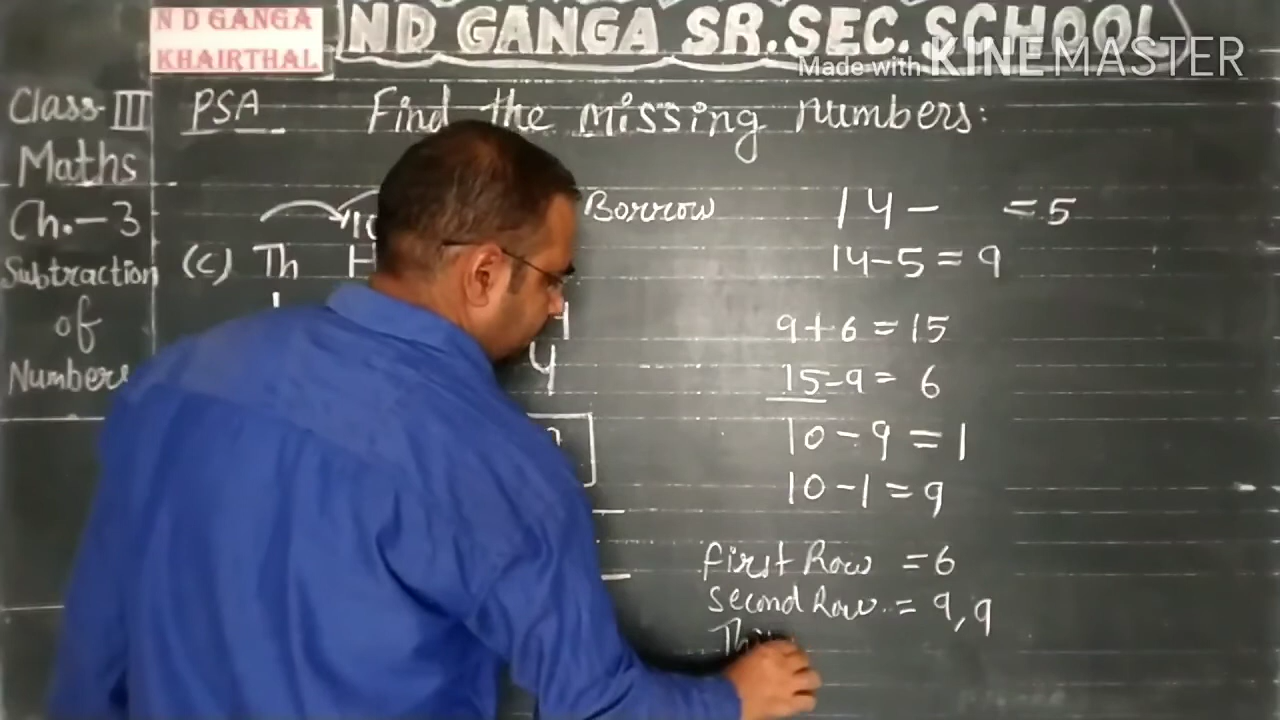 N D GANGA
KHAIRTHAL
ND GANGA SR.SEC.SCHOOL
Made with KINEMASTER
Class-III
Maths
Ch.-3
Subtraction
of
Numbers
PSA Find the missing numbers:
10 Borrow
(C) Th H
4
14 - = 5
14-5 = 9
9+6 = 15
15-9 = 6
10-9 = 1
10-1 = 9
First Row = 6
Second Row = 9, 9